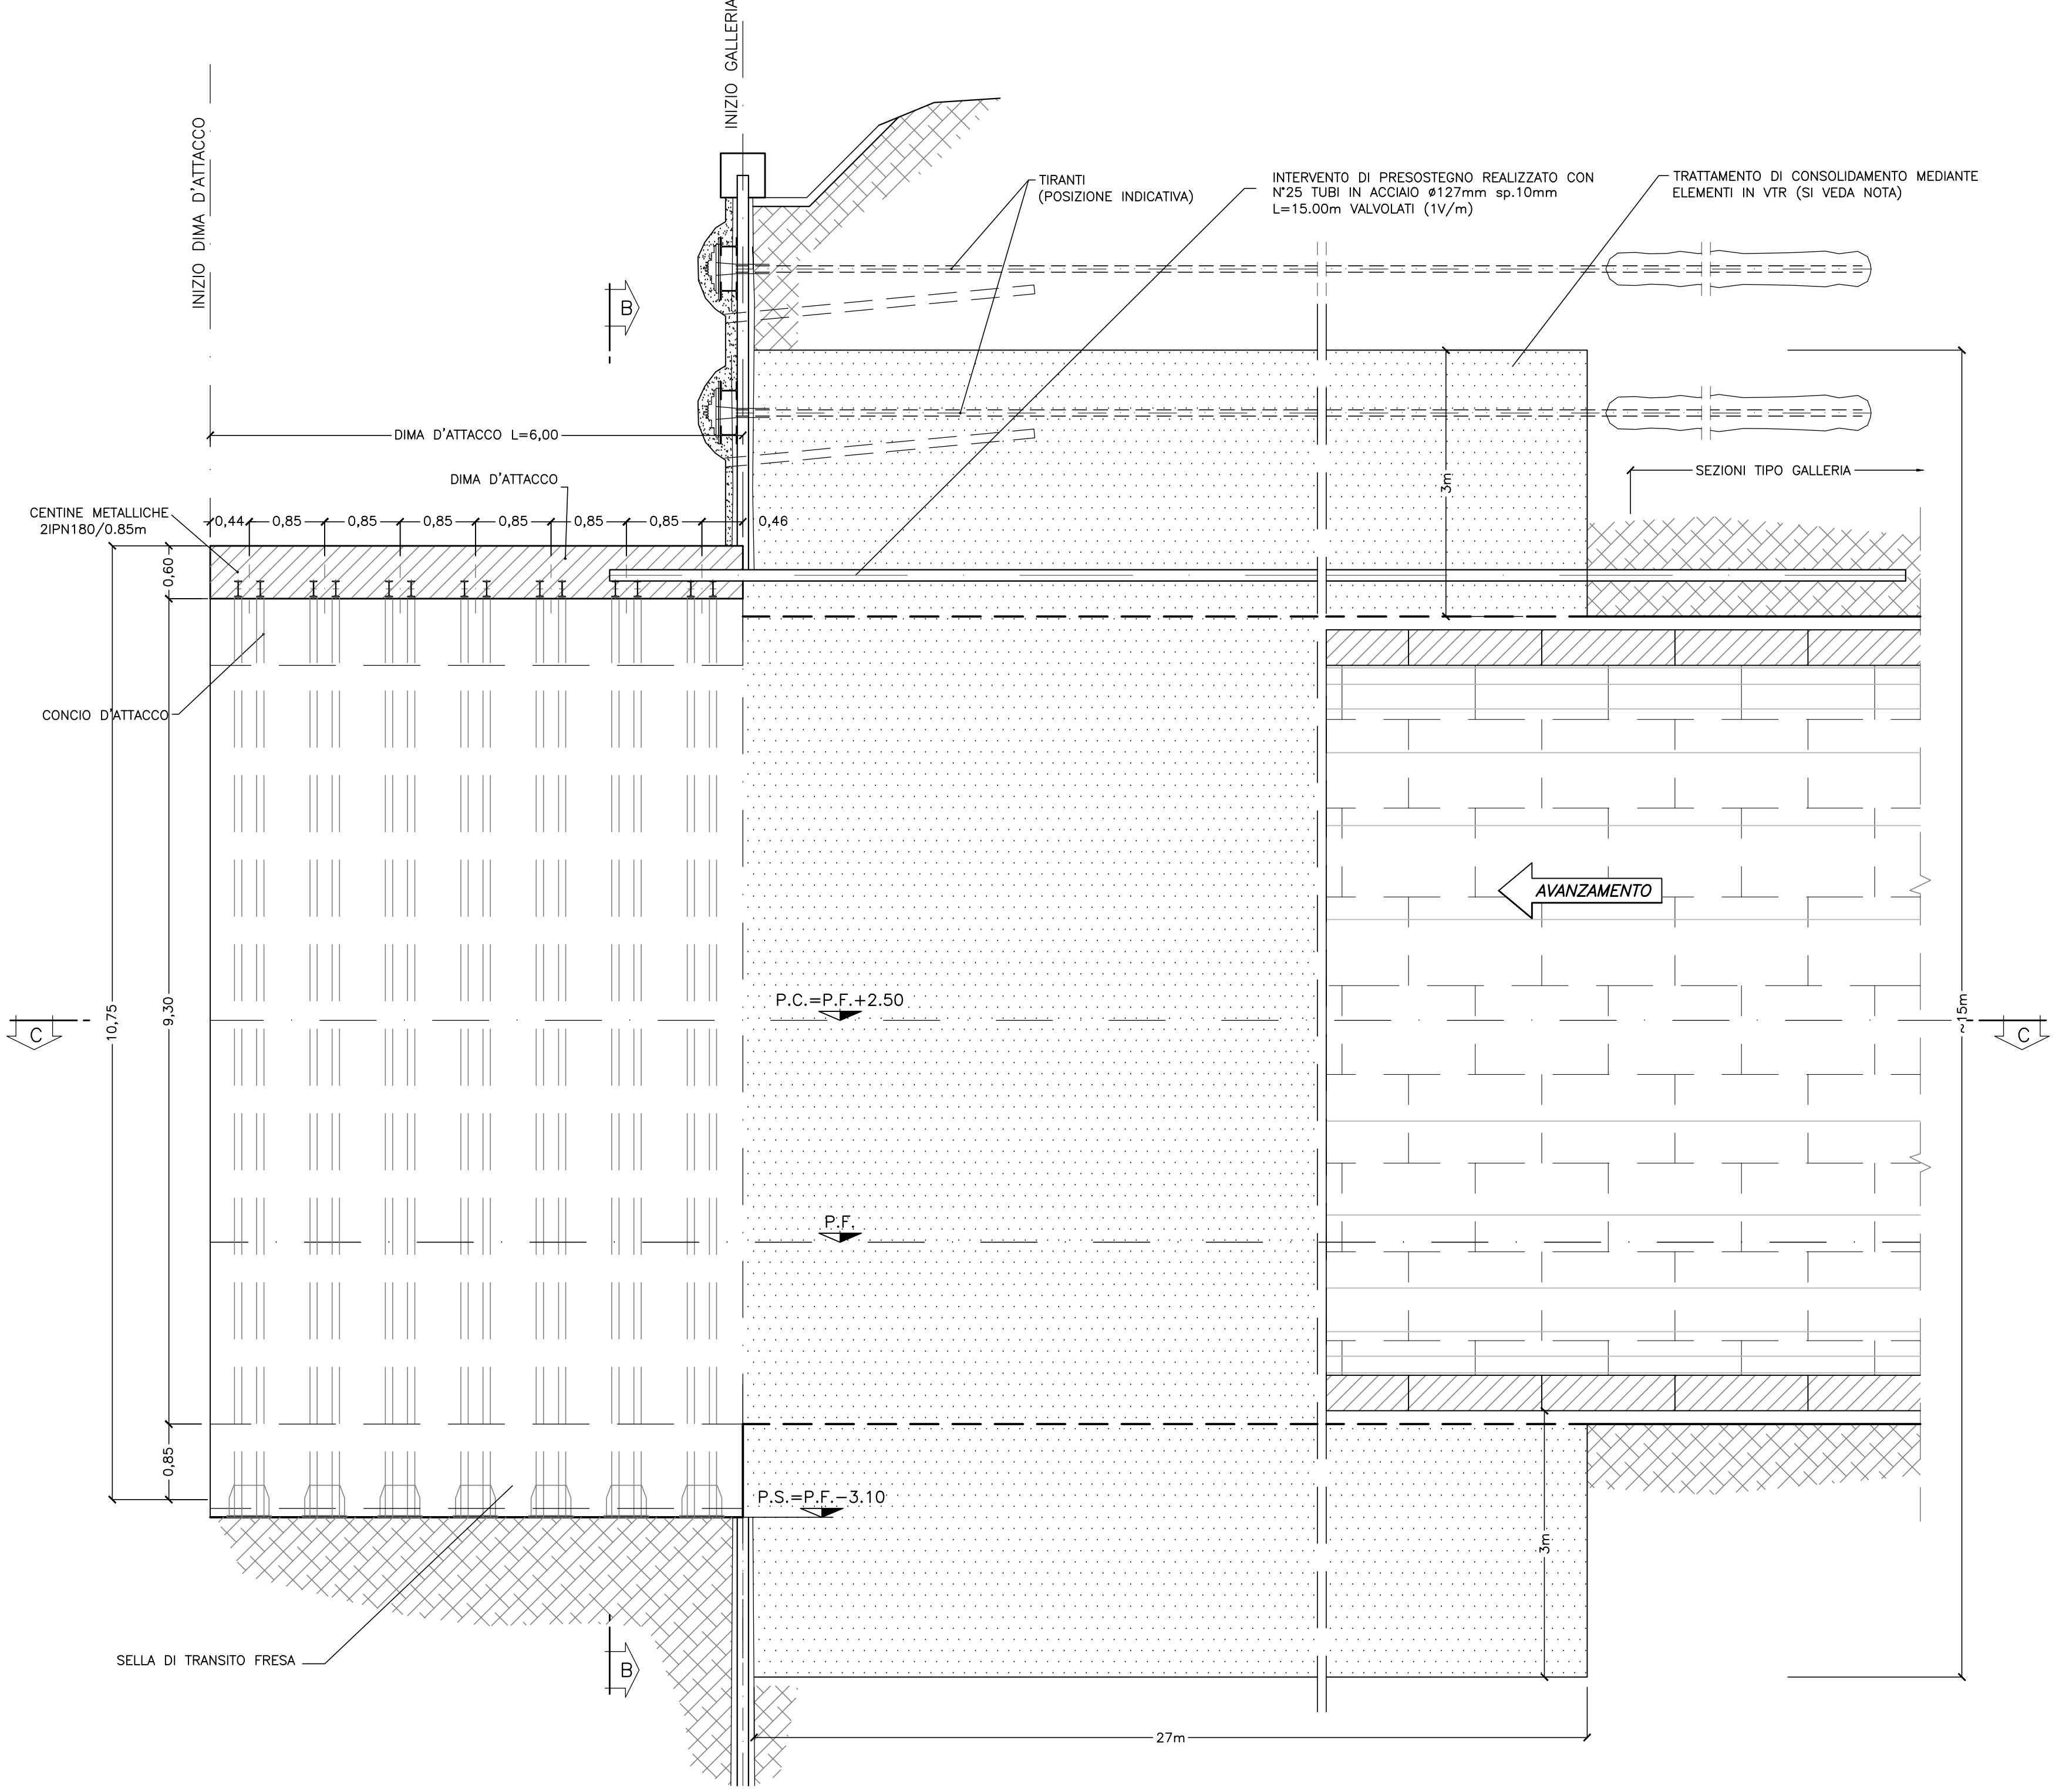 INIZIO GALLERIA
INIZIO DIMA D'ATTACCO
TIRANTI
(POSIZIONE INDICATIVA)
INTERVENTO DI PRESOSTEGNO REALIZZATO CON
N°25 TUBI IN ACCIAIO ø127mm sp.10mm
L=15.00m VALVOLATI (1V/m)
TRATTAMENTO DI CONSOLIDAMENTO MEDIANTE
ELEMENTI IN VTR (SI VEDA NOTA)
B
DIMA D'ATTACCO L=6,00
SEZIONI TIPO GALLERIA
3m
DIMA D'ATTACCO
CENTINE METALLICHE
2IPN180/0.85m
0,44
0,85
0,85
0,85
0,85
0,85
0,85
0,46
0,60
CONCIO D'ATTACCO
AVANZAMENTO
P.C.=P.F.+2.50
10,75
9,30
~15m
C
C
P.F.
0,85
P.S.=P.F.−3.10
3m
SELLA DI TRANSITO FRESA
B
27m